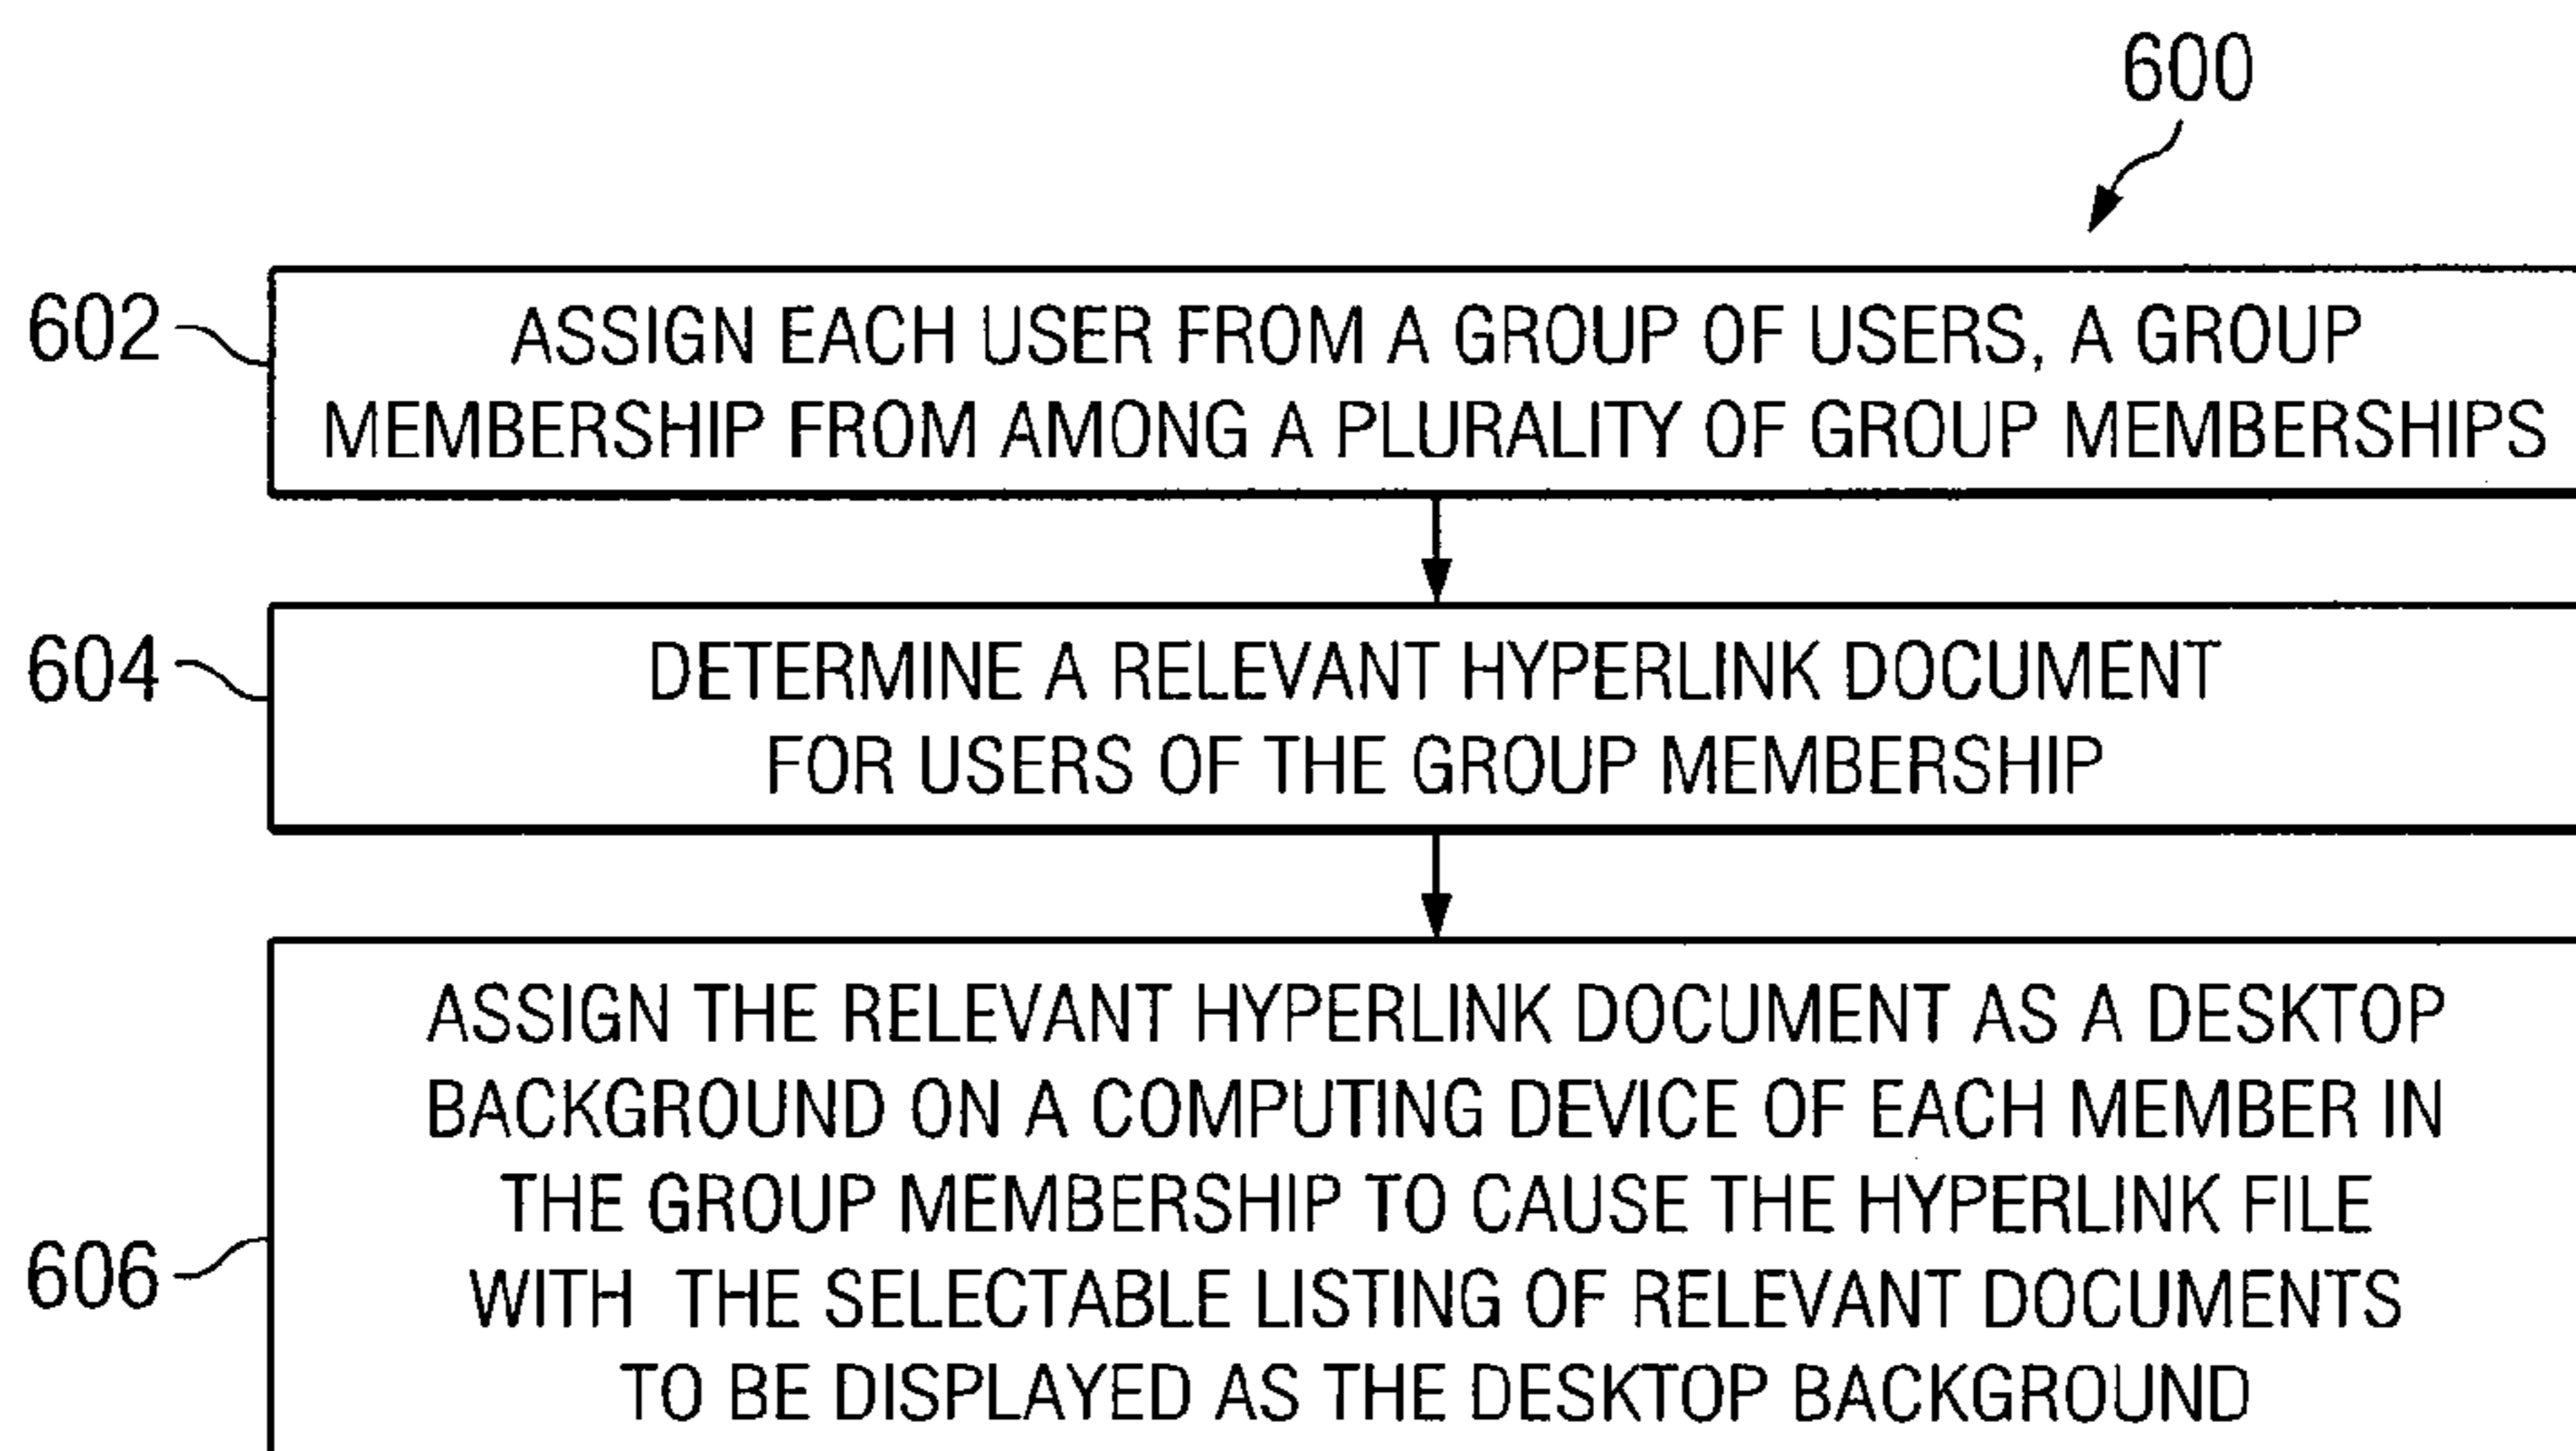 600
602
ASSIGN EACH USER FROM A GROUP OF USERS, A GROUP
MEMBERSHIP FROM AMONG A PLURALITY OF GROUP MEMBERSHIPS
604
DETERMINE A RELEVANT HYPERLINK DOCUMENT
FOR USERS OF THE GROUP MEMBERSHIP
606
ASSIGN THE RELEVANT HYPERLINK DOCUMENT AS A DESKTOP
BACKGROUND ON A COMPUTING DEVICE OF EACH MEMBER IN
THE GROUP MEMBERSHIP TO CAUSE THE HYPERLINK FILE
WITH THE SELECTABLE LISTING OF RELEVANT DOCUMENTS
TO BE DISPLAYED AS THE DESKTOP BACKGROUND